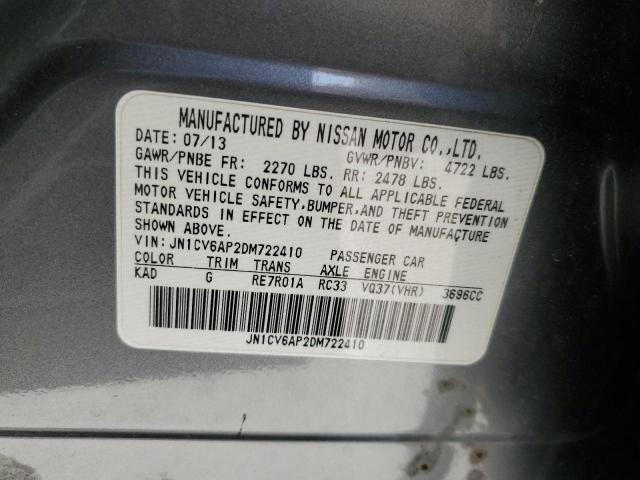 MANUFACTURED BY NISSAN MOTOR CO.,LTD.
DATE: 07/13 GVWR/PNBV: 4722 LBS.
GAWR/PNBE FR: 2270 LBS. RR: 2478 LBS.
THIS VEHICLE CONFORMS TO ALL APPLICABLE FEDERAL
MOTOR VEHICLE SAFETY,BUMPER,AND THEFT PREVENTION
STANDARDS IN EFFECT ON THE DATE OF MANUFACTURE
SHOWN ABOVE.
VIN: JN1CV6AP2DM722410 PASSENGER CAR
COLOR TRIM TRANS AXLE ENGINE
KAD G RE7R01A RC33 VQ37(VHR) 3696CC
JN1CV6AP2DM722410